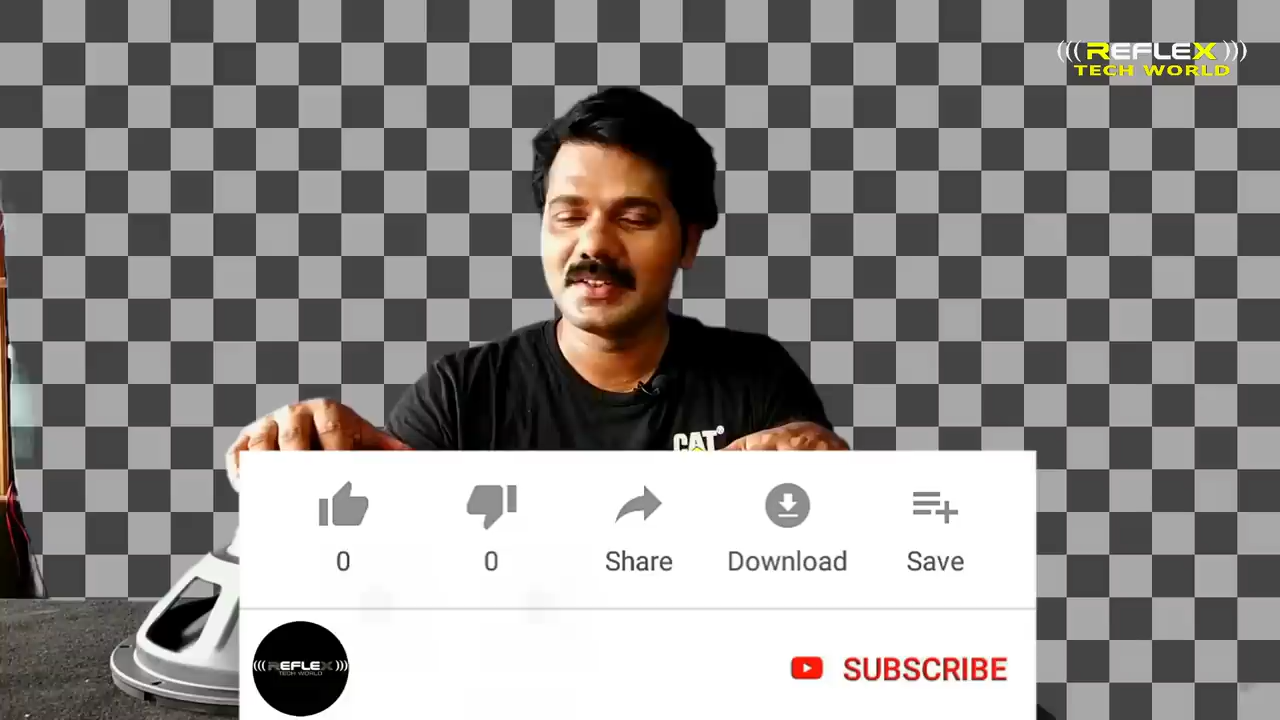 REFLEX
TECH WORLD
CAT
0
0
Share
Download
Save
REFLEX
TECH WORLD
SUBSCRIBE